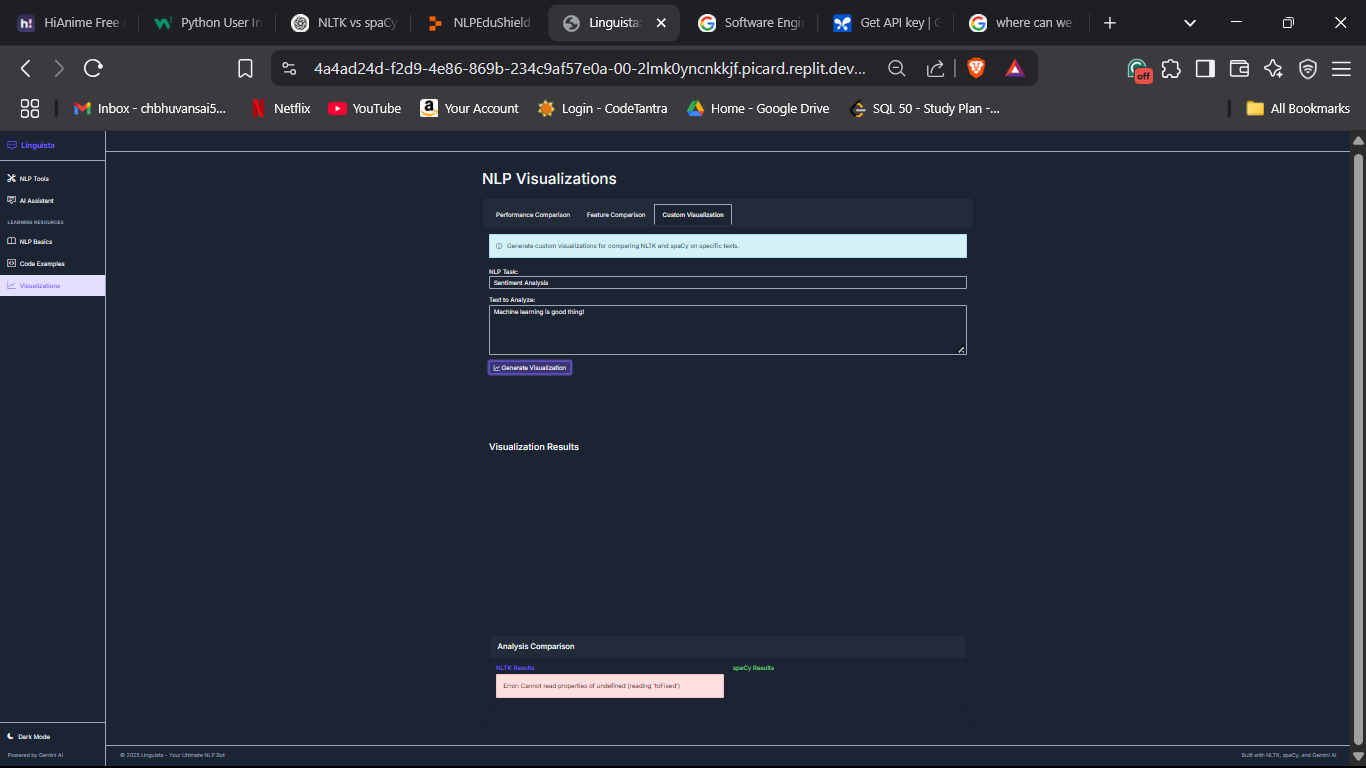 HiAnime Free
Python User In
NLTK vs spaCy
NLPEduShield
Linguista:
Software Engi
Get API key | G
where can we
4a4ad24d-f2d9-4e86-869b-234c9af57e0a-00-2lmk0yncnkkjf.picard.replit.dev...
off
Inbox - chbhuvansai5...
Netflix
YouTube
Your Account
Login - CodeTantra
Home - Google Drive
SQL 50 - Study Plan -...
All Bookmarks
Linguista
NLP Tools
AI Assistant
LEARNING RESOURCES
NLP Basics
Code Examples
Visualizations
NLP Visualizations
Performance Comparison
Feature Comparison
Custom Visualization
Generate custom visualizations for comparing NLTK and spaCy on specific texts.
NLP Task:
Sentiment Analysis
Text to Analyze:
Machine learning is good thing!
Generate Visualization
Visualization Results
Analysis Comparison
NLTK Results
spaCy Results
Error: Cannot read properties of undefined (reading 'toFixed')
Dark Mode
Powered by Gemini AI
© 2025 Linguista - Your Ultimate NLP Bot
Built with NLTK, spaCy, and Gemini AI